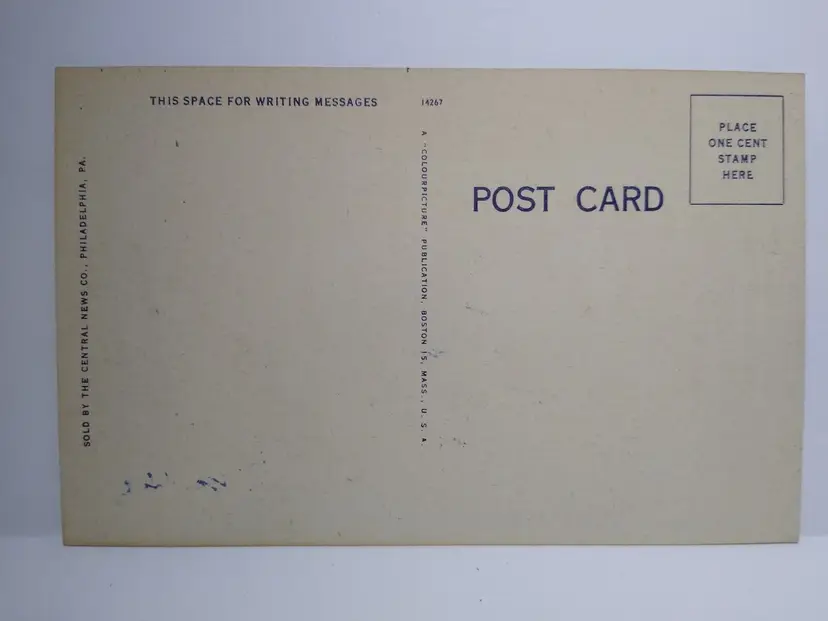 THIS SPACE FOR WRITING MESSAGES
14267
PLACE
ONE CENT
STAMP
HERE
POST CARD
A "COLOURPICTURE" PUBLICATION, BOSTON 15, MASS., U. S. A.
SOLD BY THE CENTRAL NEWS CO., PHILADELPHIA, PA.